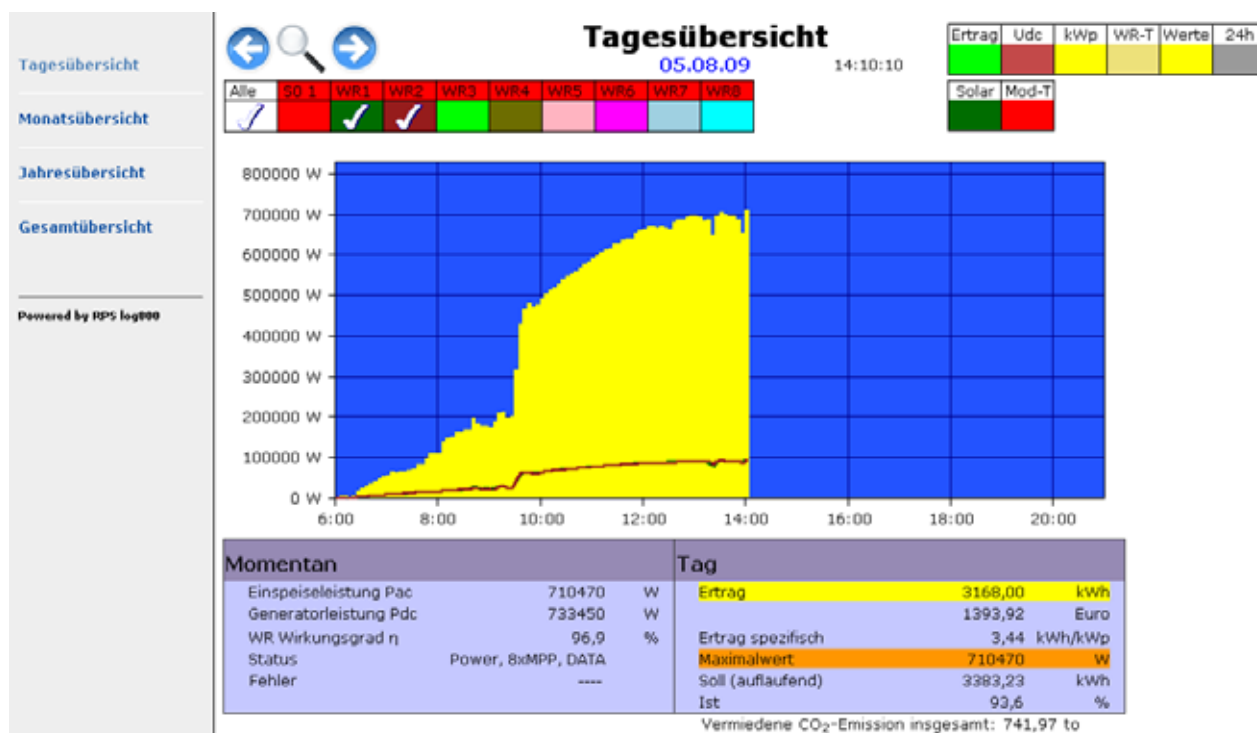 Tagesübersicht
Monatsübersicht
Jahresübersicht
Gesamtübersicht
Powered by RPS log000
Tagesübersicht
05.08.09 14:10:10
Ertrag Udc kWp WR-T Werte 24h
Solar Mod-T
Alle S0 1 WR1 WR2 WR3 WR4 WR5 WR6 WR7 WR8
800000 W
700000 W
600000 W
500000 W
400000 W
300000 W
200000 W
100000 W
0 W
6:00 8:00 10:00 12:00 14:00 16:00 18:00 20:00
Momentan
Einspeiseleistung Pac 710470 W
Generatorleistung Pdc 733450 W
WR Wirkungsgrad η 96,9 %
Status Power, 8xMPP, DATA
Fehler ----
Tag
Ertrag 3168,00 kWh
1393,92 Euro
Ertrag spezifisch 3,44 kWh/kWp
Maximalwert 710470 W
Soll (auflaufend) 3383,23 kWh
Ist 93,6 %
Vermiedene CO₂-Emission insgesamt: 741,97 to